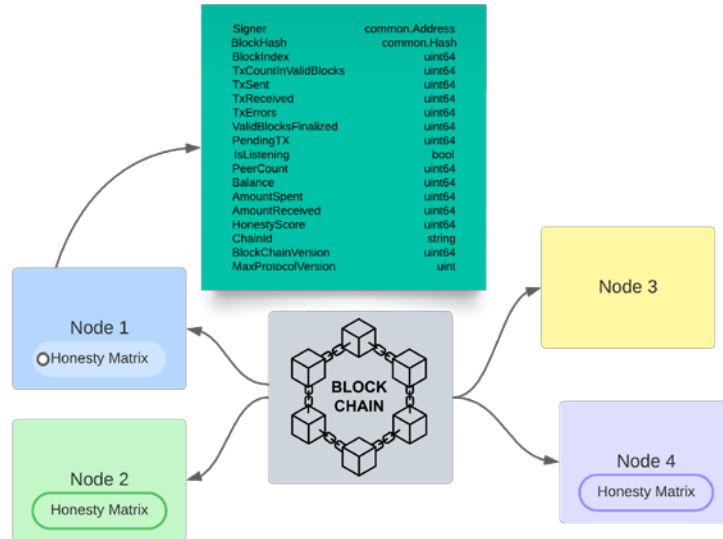 Signer common.Address
BlockHash common.Hash
BlockIndex uint64
TxCountInValidBlocks uint64
TxSent uint64
TxReceived uint64
TxErrors uint64
ValidBlocksFinalized uint64
PendingTX uint64
IsListening bool
PeerCount uint64
Balance uint64
AmountSpent uint64
AmountReceived uint64
HonestyScore uint64
ChainId string
BlockChainVersion uint64
MaxProtocolVersion uint
Node 1
Honesty Matrix
Node 2
Honesty Matrix
BLOCK
CHAIN
Node 3
Node 4
Honesty Matrix